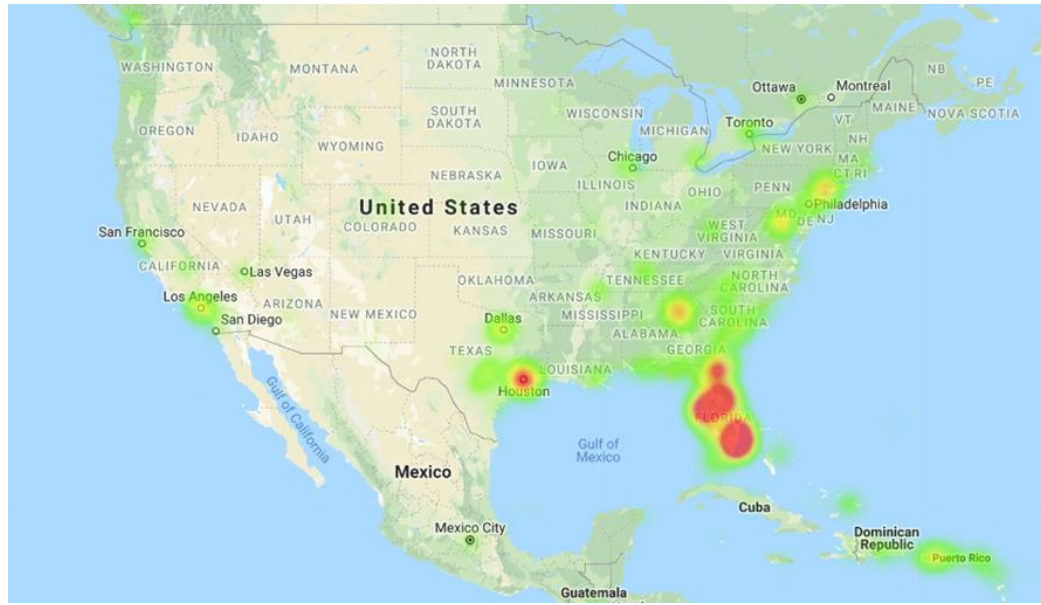 NORTH
DAKOTA
WASHINGTON
MONTANA
MINNESOTA
NB
PE
Ottawa
Montreal
MAINE
NOVA SCOTIA
SOUTH
DAKOTA
WISCONSIN
MICHIGAN
Toronto
VT
NH
OREGON
IDAHO
WYOMING
NEW YORK
MA
CT RI
IOWA
Chicago
NEBRASKA
ILLINOIS
OHIO
PENN
NEVADA
United States
INDIANA
MD
Philadelphia
DE NJ
UTAH
COLORADO
KANSAS
MISSOURI
WEST
VIRGINIA
San Francisco
KENTUCKY
VIRGINIA
CALIFORNIA
Las Vegas
OKLAHOMA
TENNESSEE
NORTH
CAROLINA
Los Angeles
ARIZONA
NEW MEXICO
ARKANSAS
MISSISSIPPI
SOUTH
CAROLINA
San Diego
Dallas
ALABAMA
TEXAS
GEORGIA
LOUISIANA
Houston
Gulf of California
FLORIDA
Gulf of
Mexico
Mexico
Cuba
Mexico City
Dominican
Republic
Puerto Rico
Guatemala